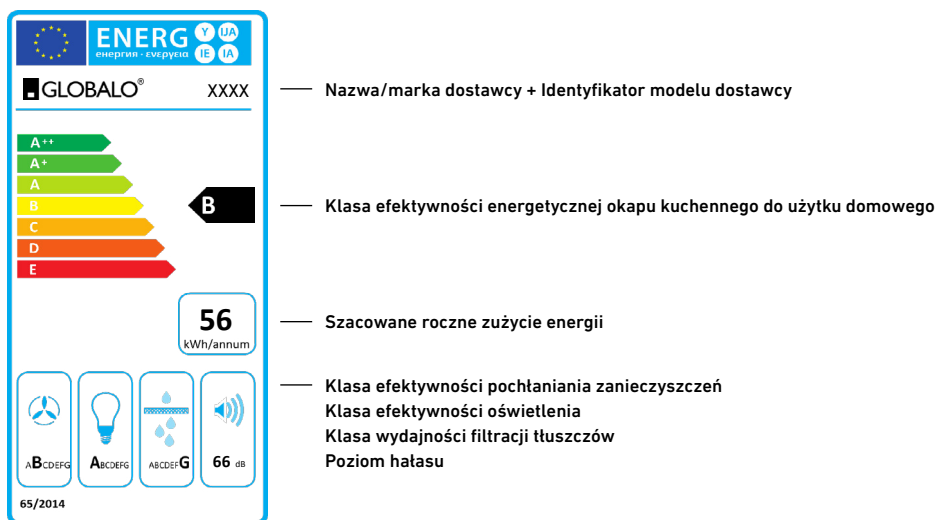 ENERG Y IJA
енергия · ενεργεια IE IA
GLOBALO® XXXX
Nazwa/marka dostawcy + Identyfikator modelu dostawcy
A++
A+
A
B
B
Klasa efektywności energetycznej okapu kuchennego do użytku domowego
C
D
E
56
kWh/annum
Szacowane roczne zużycie energii
Klasa efektywności pochłaniania zanieczyszczeń
Klasa efektywności oświetlenia
Klasa wydajności filtracji tłuszczów
Poziom hałasu
ABCDEFG
ABCDEFG
ABCDEFG
66 dB
65/2014